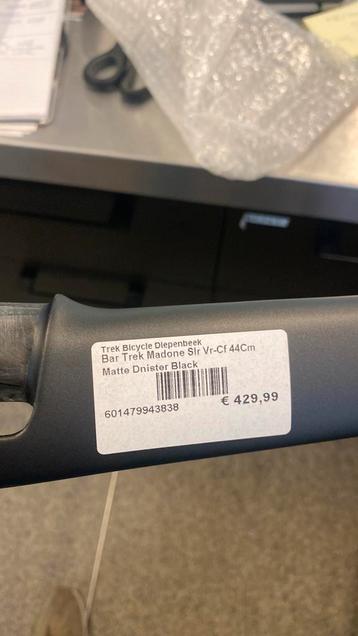 Trek Bicycle Diepenbeek
Bar Trek Madone Slr Vr-Cf 44Cm
Matte Dnister Black
601479943838
€ 429,99